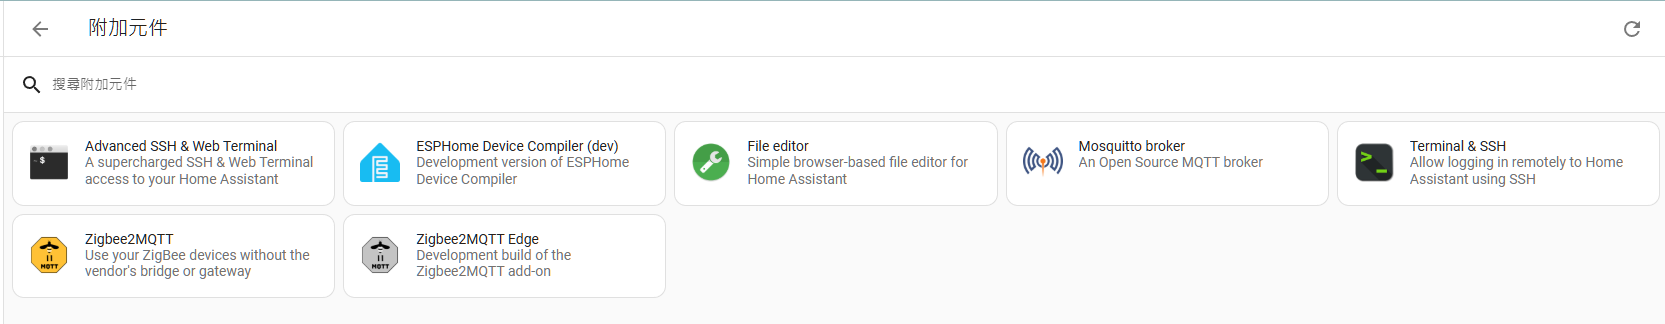 附加元件
搜尋附加元件
Advanced SSH & Web Terminal
A supercharged SSH & Web Terminal
access to your Home Assistant
ESPHome Device Compiler (dev)
Development version of ESPHome
Device Compiler
File editor
Simple browser-based file editor for
Home Assistant
Mosquitto broker
An Open Source MQTT broker
Terminal & SSH
Allow logging in remotely to Home
Assistant using SSH
Zigbee2MQTT
Use your ZigBee devices without the
vendor's bridge or gateway
Zigbee2MQTT Edge
Development build of the
Zigbee2MQTT add-on
$
>_
MQTT
MQTT